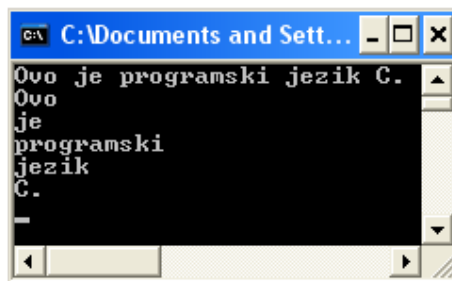 C:\Documents and Sett...
Ovo je programski jezik C.
Ovo
je
programski
jezik
C.
_